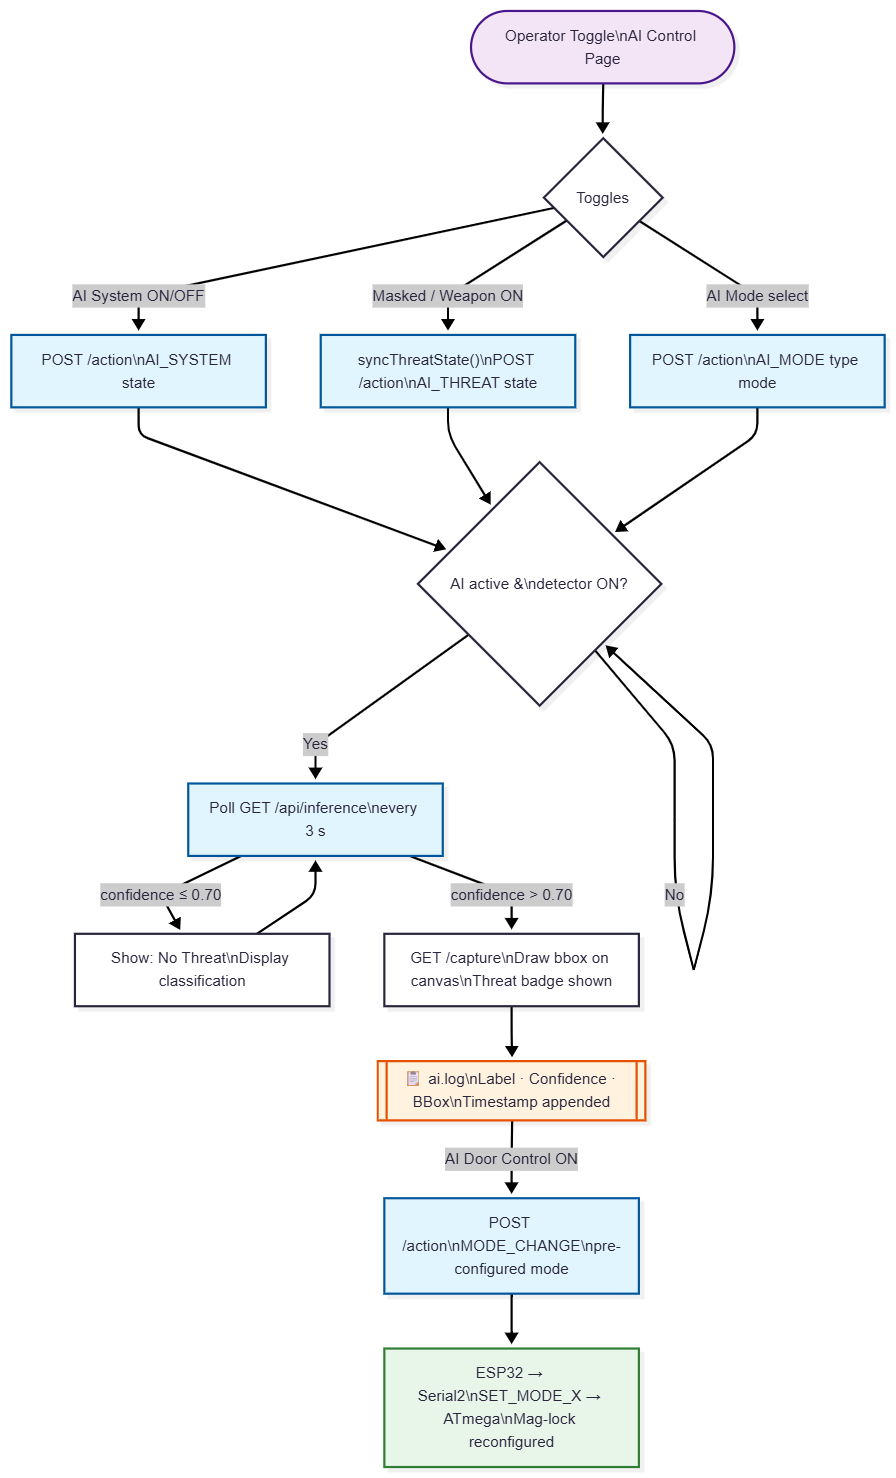 Operator Toggle\nAI Control
Page
Toggles
AI System ON/OFF
Masked / Weapon ON
AI Mode select
POST /action\nAI_SYSTEM
state
syncThreatState()\nPOST
/action\nAI_THREAT state
POST /action\nAI_MODE type
mode
AI active &\ndetector ON?
Yes
Poll GET /api/inference\nevery
3 s
confidence ≤ 0.70
confidence > 0.70
No
Show: No Threat\nDisplay
classification
GET /capture\nDraw bbox on
canvas\nThreat badge shown
📋 ai.log\nLabel · Confidence ·
BBox\nTimestamp appended
AI Door Control ON
POST
/action\nMODE_CHANGE\npre-
configured mode
ESP32 →
Serial2\nSET_MODE_X →
ATmega\nMag-lock
reconfigured